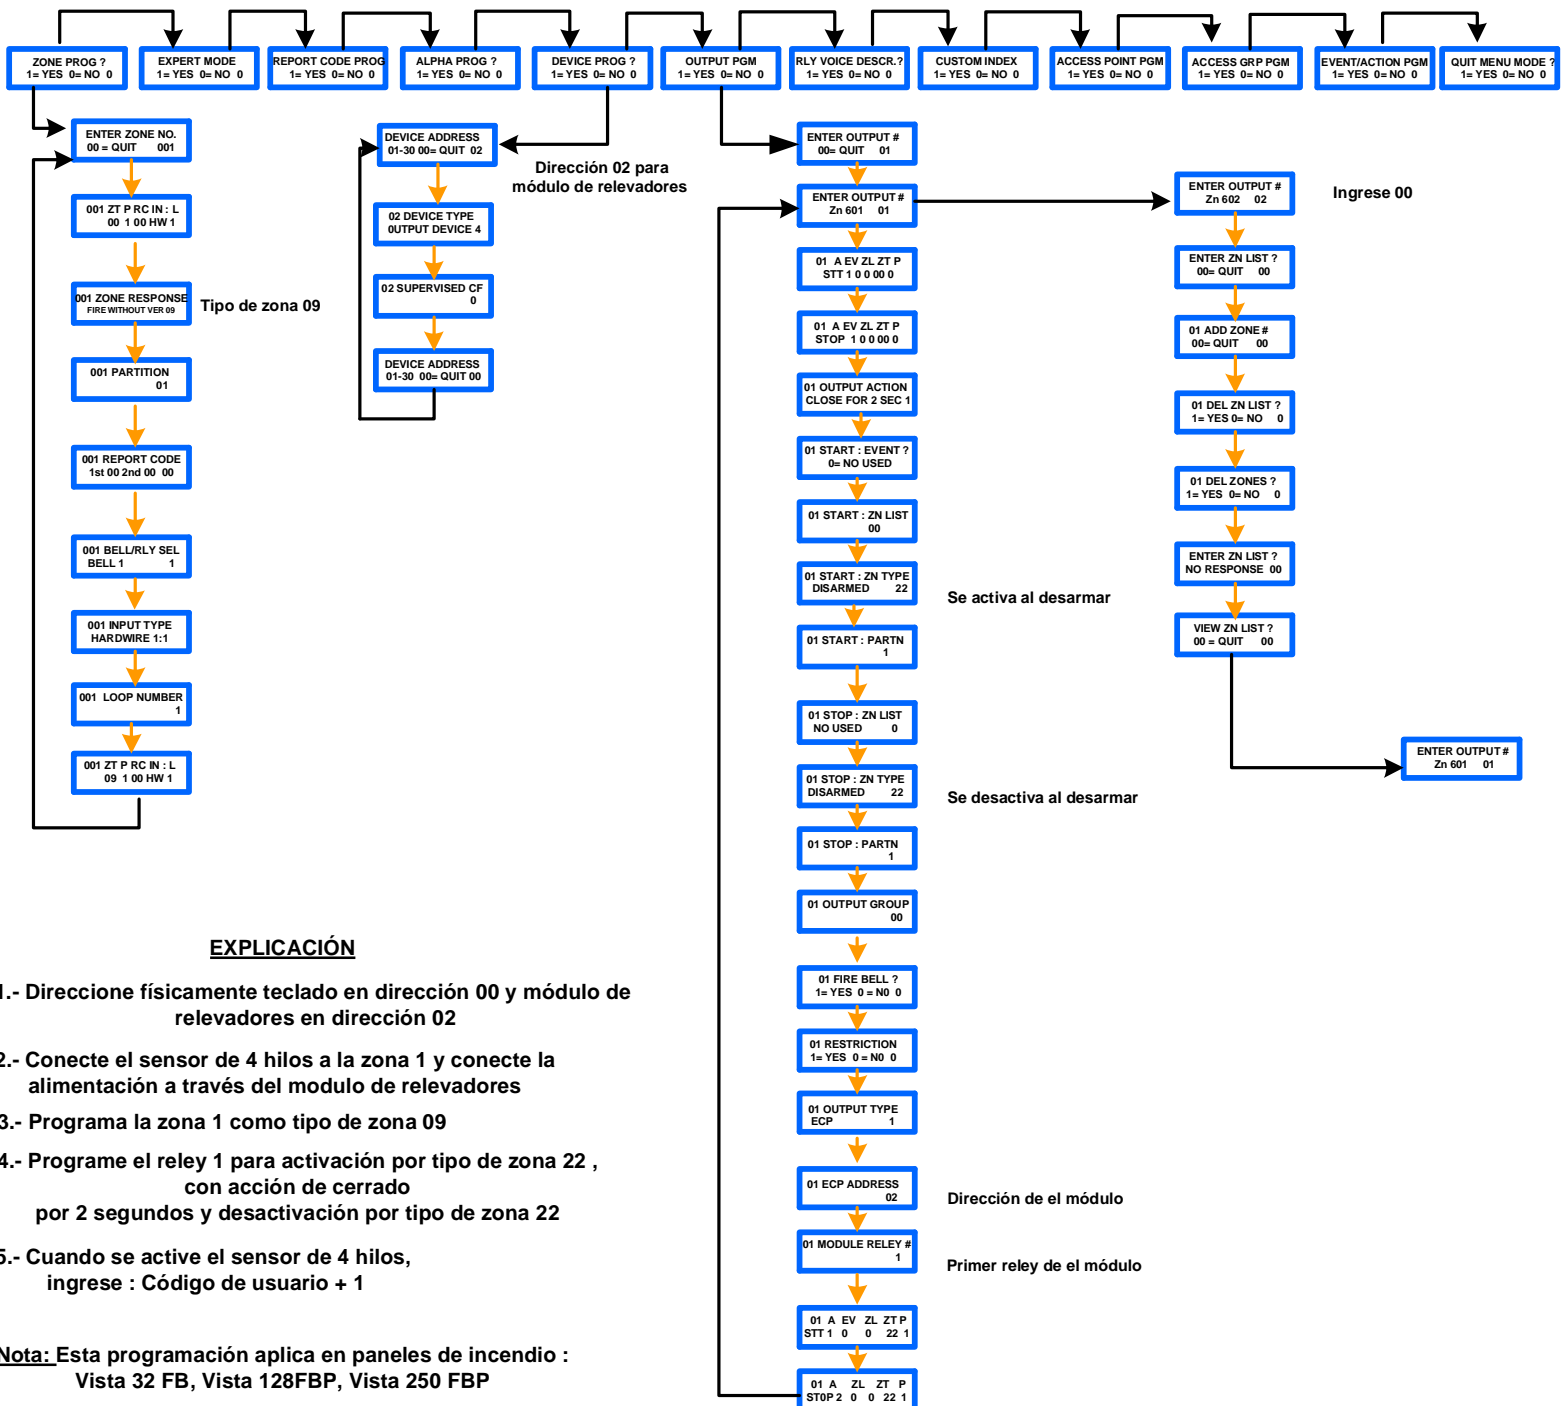 ZONE PROG ?
1= YES  0= NO  0
EXPERT MODE
1= YES  0= NO  0
REPORT CODE PROG
1= YES  0= NO  0
ALPHA PROG ?
1= YES  0= NO  0
DEVICE PROG ?
1= YES  0= NO  0
OUTPUT PGM
1= YES  0= NO  0
RLY VOICE DESCR.?
1= YES  0= NO  0
CUSTOM INDEX
1= YES  0= NO  0
ACCESS POINT PGM
1= YES  0= NO  0
ACCESS GRP PGM
1= YES  0= NO  0
EVENT/ACTION PGM
1= YES  0= NO  0
QUIT MENU MODE ?
1= YES  0= NO  0
ENTER ZONE NO.
00 = QUIT 001
001 ZT P RC IN : L
00 1 00 HW 1
001 ZONE RESPONSE
FIRE WITHOUT VER 09
Tipo de zona 09
001 PARTITION
01
001 REPORT CODE
1st 00 2nd 00 00
001 BELL/RLY SEL
BELL 1 1
001 INPUT TYPE
HARDWIRE 1:1
001 LOOP NUMBER
1
001 ZT P RC IN : L
09 1 00 HW 1
DEVICE ADDRESS
01-30 00= QUIT 02
Dirección 02 para
módulo de relevadores
02 DEVICE TYPE
0UTPUT DEVICE 4
02 SUPERVISED CF
0
DEVICE ADDRESS
01-30 00= QUIT 00
ENTER OUTPUT #
00= QUIT 01
ENTER OUTPUT #
Zn 601 01
01 A EV ZL ZT P
STT 1 0 0 00 0
01 A EV ZL ZT P
STOP 1 0 0 00 0
01 OUTPUT ACTION
CLOSE FOR 2 SEC 1
01 START : EVENT ?
0= NO USED
01 START : ZN LIST
00
01 START : ZN TYPE
DISARMED 22
Se activa al desarmar
01 START : PARTN
1
01 STOP : ZN LIST
NO USED 0
01 STOP : ZN TYPE
DISARMED 22
Se desactiva al desarmar
01 STOP : PARTN
1
01 OUTPUT GROUP
00
01 FIRE BELL ?
1= YES 0 = N0 0
01 RESTRICTION
1= YES 0 = N0 0
01 OUTPUT TYPE
ECP 1
01 ECP ADDRESS
02
Dirección de el módulo
01 MODULE RELEY #
1
Primer reley de el módulo
01 A EV ZL ZT P
STT 1 0 0 22 1
01 A ZL ZT P
ST0P 2 0 0 22 1
ENTER OUTPUT #
Zn 602 02
Ingrese 00
ENTER ZN LIST ?
00= QUIT 00
01 ADD ZONE #
00= QUIT 00
01 DEL ZN LIST ?
1= YES 0= NO 0
01 DEL ZONES ?
1= YES 0= NO 0
ENTER ZN LIST ?
NO RESPONSE 00
VIEW ZN LIST ?
00 = QUIT 00
ENTER OUTPUT #
Zn 601 01
EXPLICACIÓN
1.- Direccione físicamente teclado en dirección 00 y módulo de
relevadores en dirección 02
2.- Conecte el sensor de 4 hilos a la zona 1 y conecte la
alimentación a través del modulo de relevadores
3.- Programa la zona 1 como tipo de zona 09
4.- Programe el reley 1 para activación por tipo de zona 22 ,
con acción de cerrado
por 2 segundos y desactivación por tipo de zona 22
5.- Cuando se active el sensor de 4 hilos,
ingrese : Código de usuario + 1
Nota: Esta programación aplica en paneles de incendio :
Vista 32 FB, Vista 128FBP, Vista 250 FBP